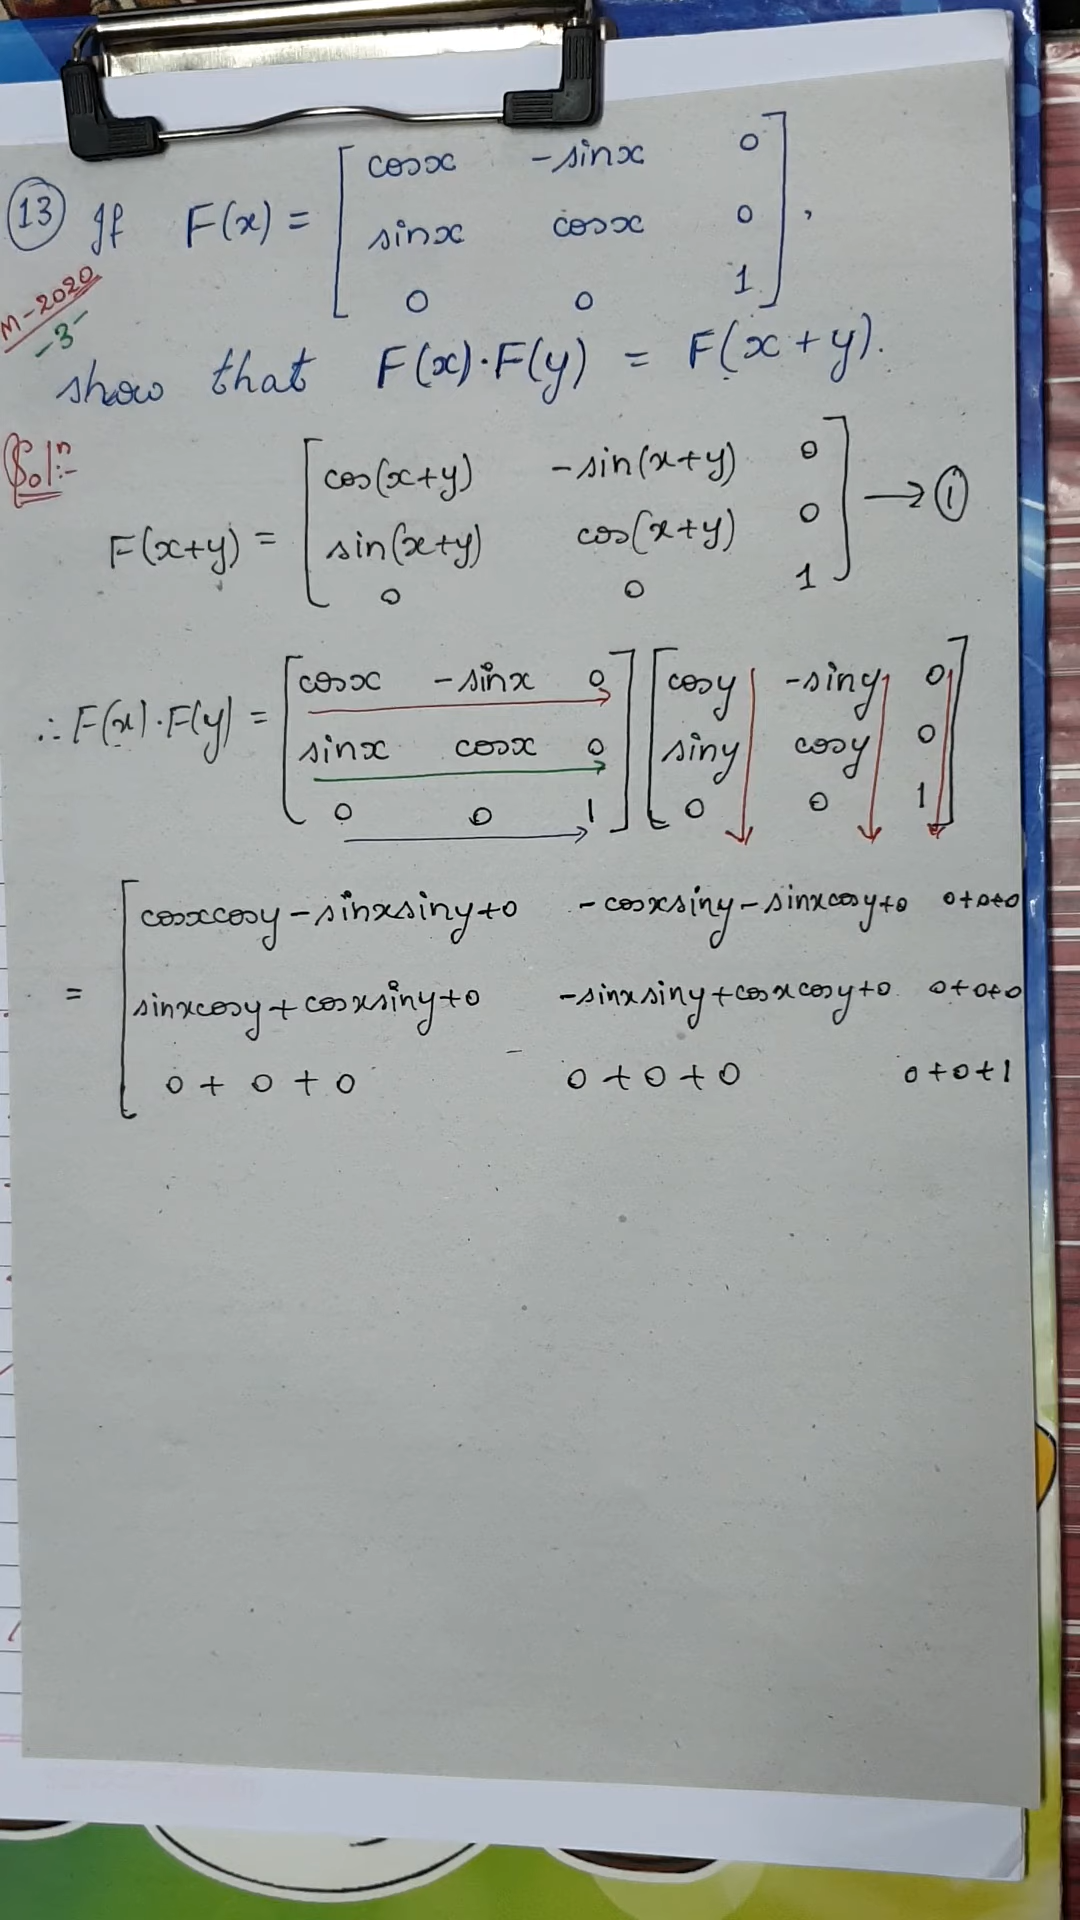 13 If F(x) = [ cosx -sinx 0
sinx cosx 0
0 0 1 ] ,
M-2020
-3-
show that F(x)·F(y) = F(x+y).
Solⁿ:-
F(x+y) = [ cos(x+y) -sin(x+y) 0
sin(x+y) cos(x+y) 0
0 0 1 ] → 1
∴ F(x)·F(y) = [ cosx -sinx 0
sinx cosx 0
0 0 1 ] [ cosy -siny 0
siny cosy 0
0 0 1 ]
= [ cosxcosy-sinxsiny+0 -cosxsiny-sinxcosy+0 0+0+0
sinxcosy+cosxsiny+0 -sinxsiny+cosxcosy+0 0+0+0
0+0+0 0+0+0 0+0+1